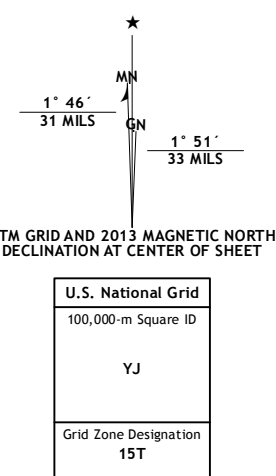 ★
MN
1° 46´
31 MILS
GN
1° 51´
33 MILS
TM GRID AND 2013 MAGNETIC NORTH
DECLINATION AT CENTER OF SHEET
U.S. National Grid
100,000-m Square ID
YJ
Grid Zone Designation
15T